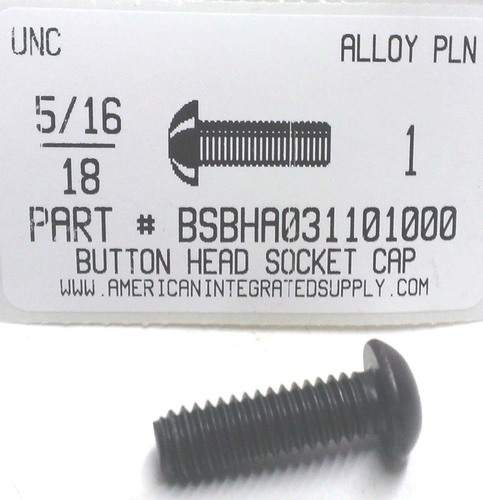 UNC ALLOY PLN
5/16
18
1
PART # BSBHA031101000
BUTTON HEAD SOCKET CAP
WWW.AMERICANINTEGRATEDSUPPLY.COM